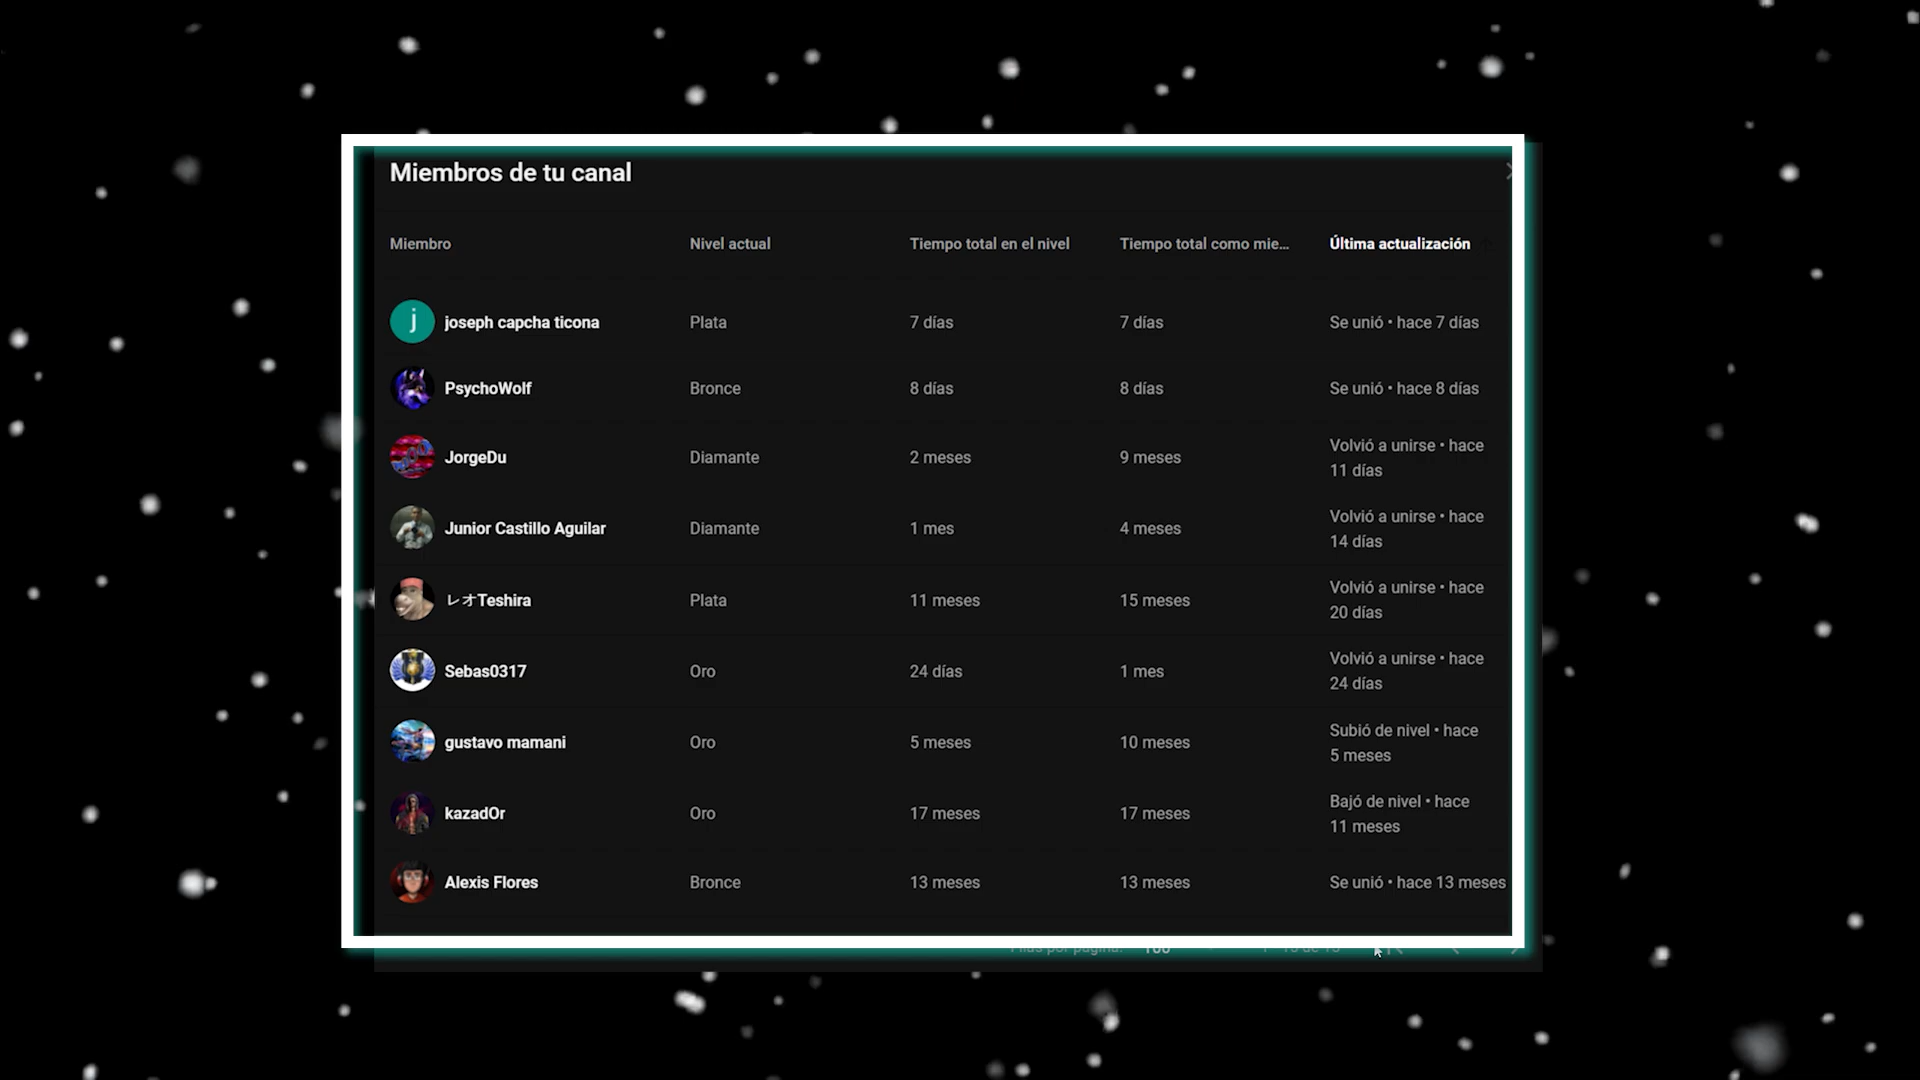 Miembros de tu canal
Miembro Nivel actual Tiempo total en el nivel Tiempo total como mie... Última actualización
j joseph capcha ticona Plata 7 días 7 días Se unió • hace 7 días
PsychoWolf Bronce 8 días 8 días Se unió • hace 8 días
JorgeDu Diamante 2 meses 9 meses Volvió a unirse • hace
11 días
Junior Castillo Aguilar Diamante 1 mes 4 meses Volvió a unirse • hace
14 días
レオTeshira Plata 11 meses 15 meses Volvió a unirse • hace
20 días
Sebas0317 Oro 24 días 1 mes Volvió a unirse • hace
24 días
gustavo mamani Oro 5 meses 10 meses Subió de nivel • hace
5 meses
kazadOr Oro 17 meses 17 meses Bajó de nivel • hace
11 meses
Alexis Flores Bronce 13 meses 13 meses Se unió • hace 13 meses